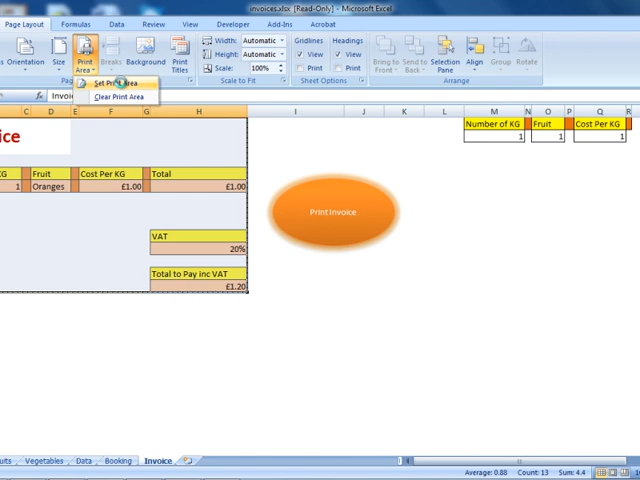 invoices.xlsx [Read-Only] - Microsoft Excel
Page Layout Formulas Data Review View Developer Add-Ins Acrobat
Orientation Size Print Area Breaks Background Print Titles
Width: Automatic
Height: Automatic
Scale: 100%
Scale to Fit
Gridlines Headings
View View
Print Print
Sheet Options
Bring to Front Send to Back Selection Pane Align Group Rotate
Arrange
Set Print Area
Clear Print Area
fx
C D E F G H I J K L M N O P Q R
Number of KG Fruit Cost Per KG
1 1 1
KG Fruit Cost Per KG Total
1 Oranges £1.00 £1.00
Print Invoice
VAT
20%
Total to Pay inc VAT
£1.20
Vegetables Data Booking Invoice
Average: 0.88 Count: 13 Sum: 4.4